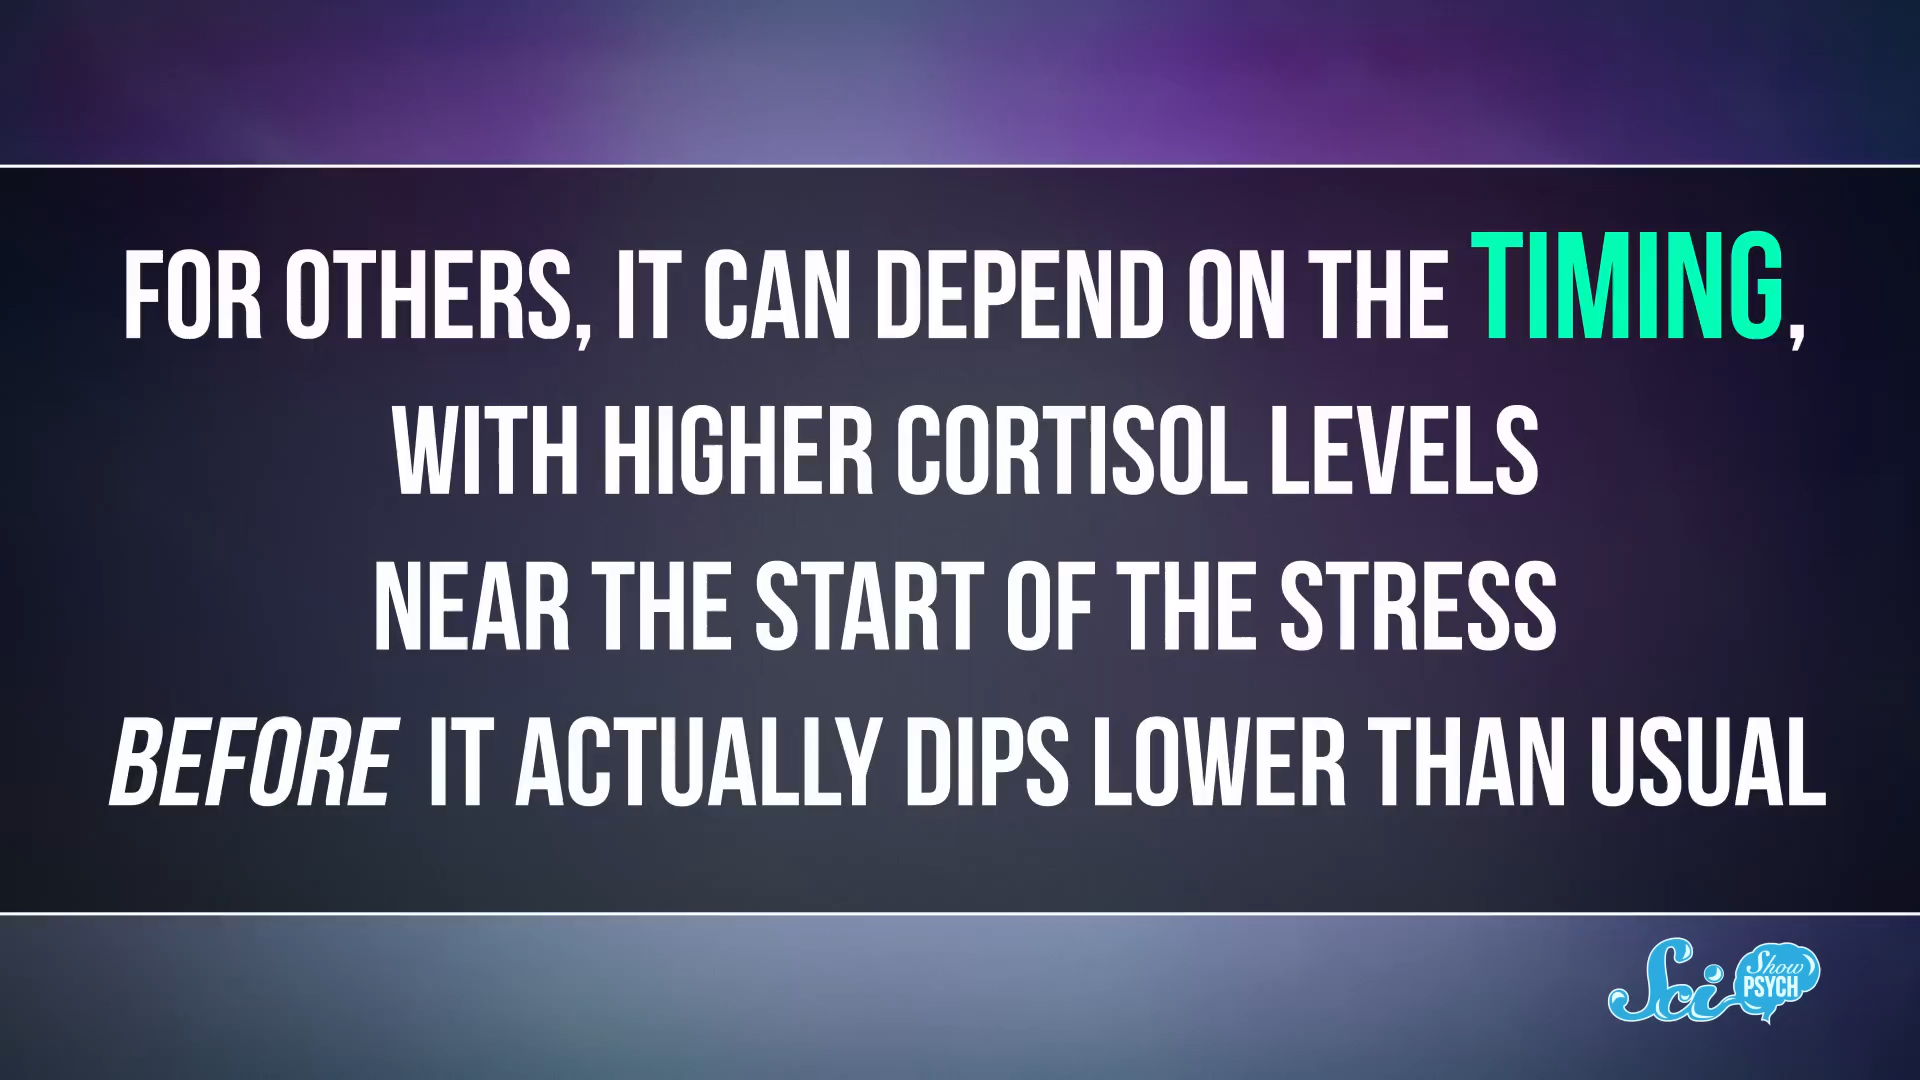 FOR OTHERS, IT CAN DEPEND ON THE TIMING,
WITH HIGHER CORTISOL LEVELS
NEAR THE START OF THE STRESS
BEFORE IT ACTUALLY DIPS LOWER THAN USUAL
Sci Show
PSYCH